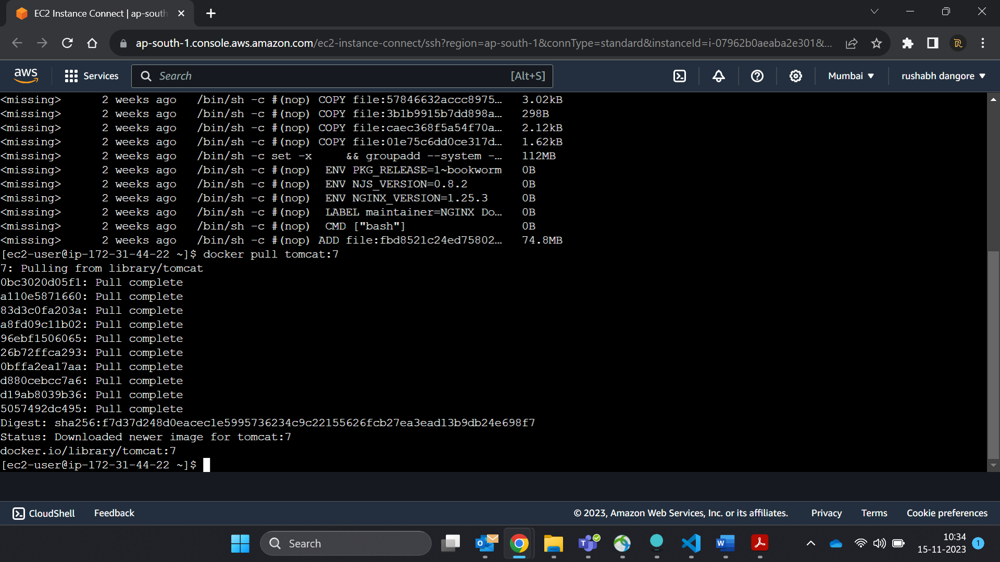 EC2 Instance Connect | ap-south
ap-south-1.console.aws.amazon.com/ec2-instance-connect/ssh?region=ap-south-1&connType=standard&instanceId=i-07962b0aeaba2e301&...
R
aws Services Search [Alt+S] Mumbai ▼ rushabh dangore ▼
<missing> 2 weeks ago /bin/sh -c #(nop) COPY file:57846632accc8975… 3.02kB
<missing> 2 weeks ago /bin/sh -c #(nop) COPY file:3b1b9915b7dd898a… 298B
<missing> 2 weeks ago /bin/sh -c #(nop) COPY file:caec368f5a54f70a… 2.12kB
<missing> 2 weeks ago /bin/sh -c #(nop) COPY file:01e75c6dd0ce317d… 1.62kB
<missing> 2 weeks ago /bin/sh -c set -x && groupadd --system -… 112MB
<missing> 2 weeks ago /bin/sh -c #(nop) ENV PKG_RELEASE=1~bookworm 0B
<missing> 2 weeks ago /bin/sh -c #(nop) ENV NJS_VERSION=0.8.2 0B
<missing> 2 weeks ago /bin/sh -c #(nop) ENV NGINX_VERSION=1.25.3 0B
<missing> 2 weeks ago /bin/sh -c #(nop) LABEL maintainer=NGINX Do… 0B
<missing> 2 weeks ago /bin/sh -c #(nop) CMD ["bash"] 0B
<missing> 2 weeks ago /bin/sh -c #(nop) ADD file:fbd8521c24ed75802… 74.8MB
[ec2-user@ip-172-31-44-22 ~]$ docker pull tomcat:7
7: Pulling from library/tomcat
0bc3020d05f1: Pull complete
a110e5871660: Pull complete
83d3c0fa203a: Pull complete
a8fd09c11b02: Pull complete
96ebf1506065: Pull complete
26b72ffca293: Pull complete
0bffa2ea17aa: Pull complete
d880cebcc7a6: Pull complete
d19ab8039b36: Pull complete
5057492dc495: Pull complete
Digest: sha256:f7d37d248d0eacec1e5995736234c9c22155626fcb27ea3ead13b9db24e698f7
Status: Downloaded newer image for tomcat:7
docker.io/library/tomcat:7
[ec2-user@ip-172-31-44-22 ~]$
CloudShell Feedback © 2023, Amazon Web Services, Inc. or its affiliates. Privacy Terms Cookie preferences
Search 10:34
15-11-2023 1